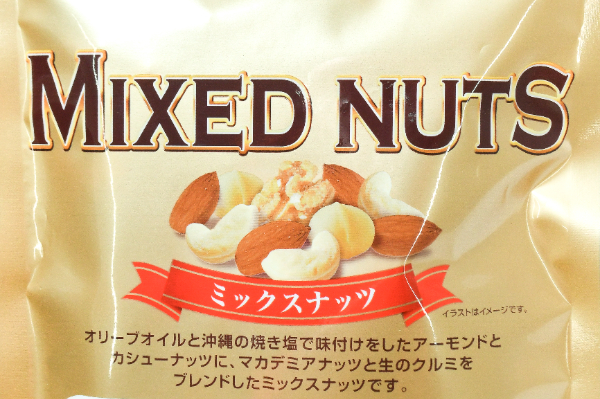 MIXED NUTS
ミックスナッツ
イラストはイメージです。
オリーブオイルと沖縄の焼き塩で味付けをしたアーモンドと
カシューナッツに、マカデミアナッツと生のクルミを
ブレンドしたミックスナッツです。